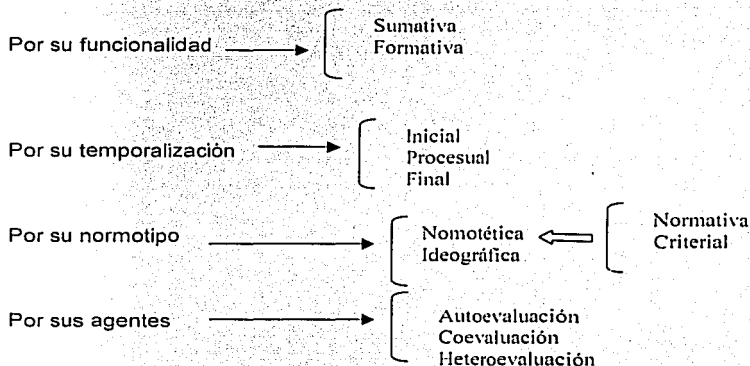 Por su funcionalidad
Sumativa
Formativa
Por su temporalización
Inicial
Procesual
Final
Por su normotipo
Nomotética
Ideográfica
Normativa
Criterial
Por sus agentes
Autoevaluación
Coevaluación
Heteroevaluación